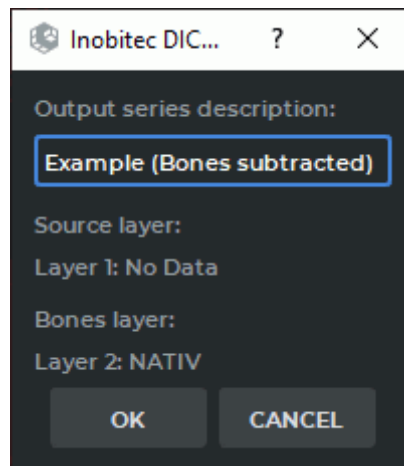 Inobitec DIC... ? X
Output series description:
Example (Bones subtracted)
Source layer:
Layer 1: No Data
Bones layer:
Layer 2: NATIV
OK CANCEL